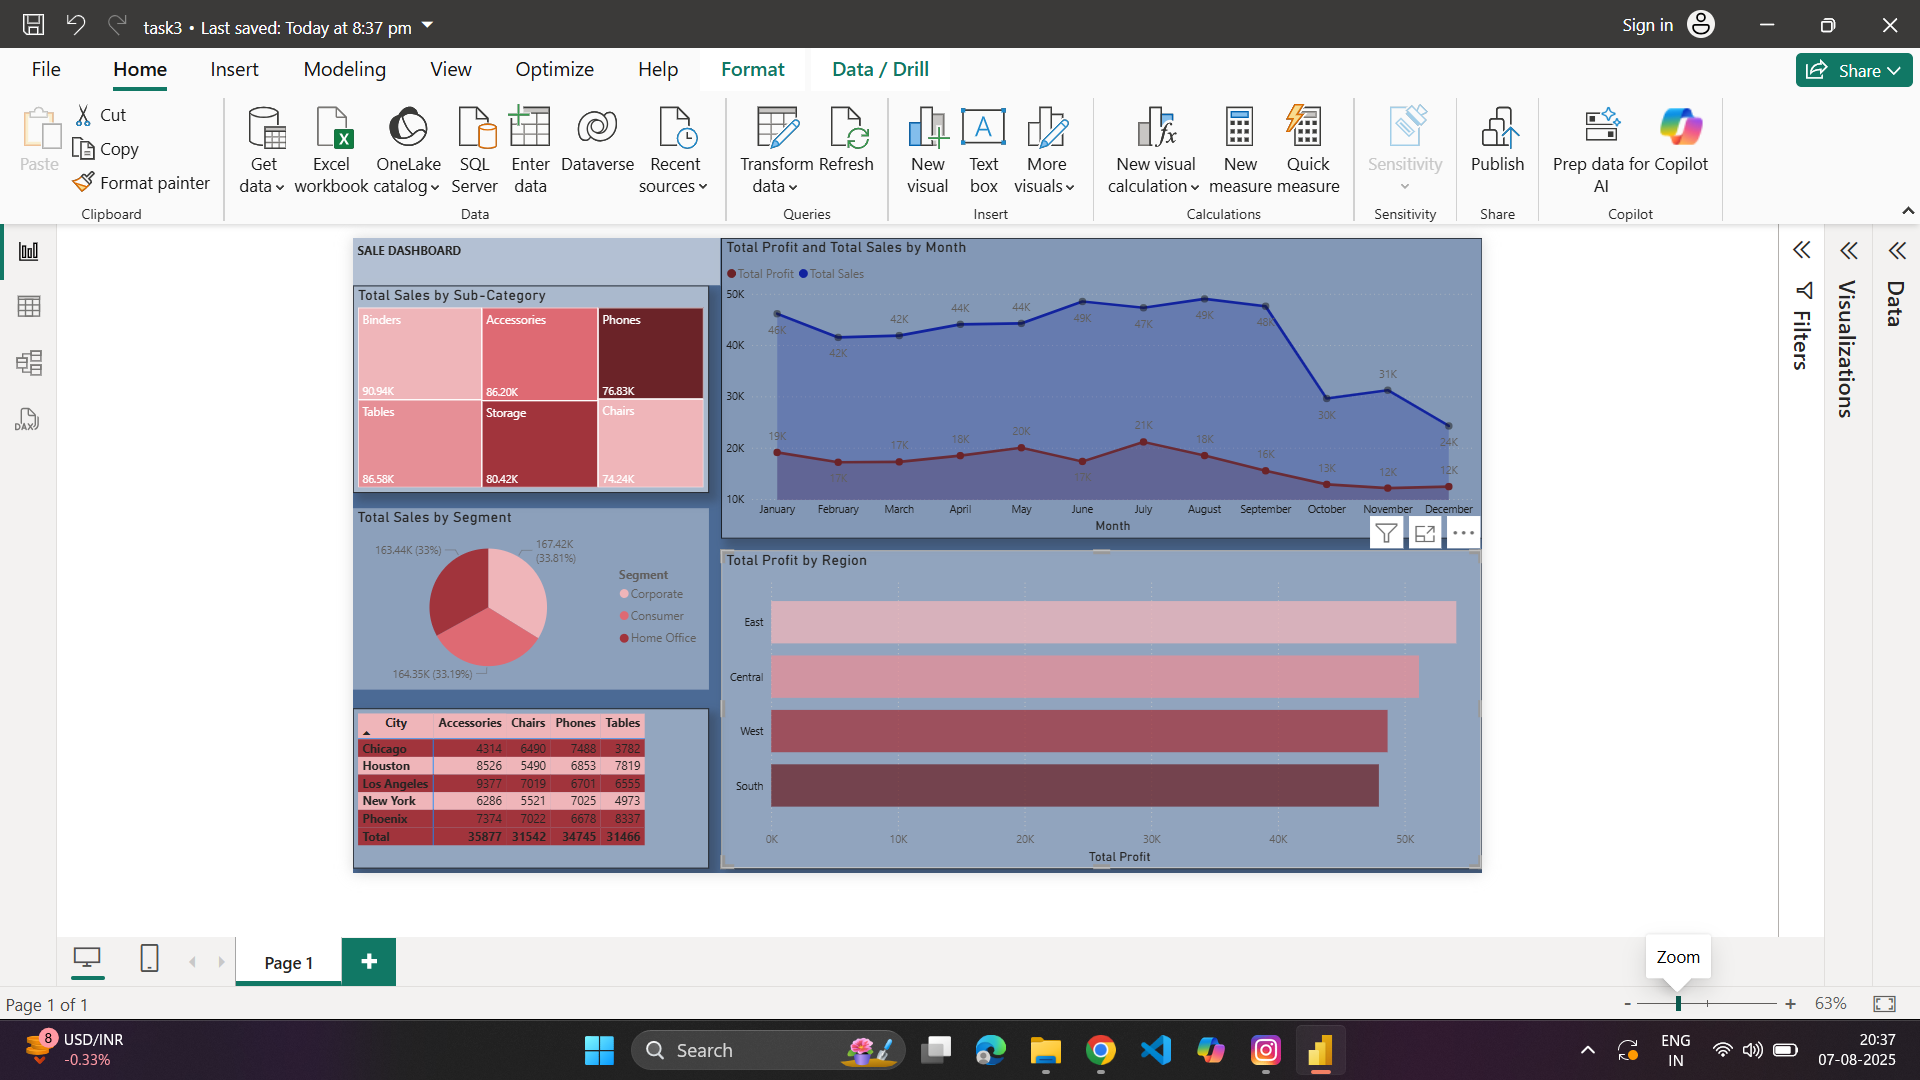 task3 • Last saved: Today at 8:37 pm
Sign in
File Home Insert Modeling View Optimize Help Format Data / Drill
Share
Paste
Cut
Copy
Format painter
Clipboard
Get data
Excel workbook
OneLake catalog
SQL Server
Enter data
Dataverse
Recent sources
Data
Transform data
Refresh
Queries
New visual
Text box
A
More visuals
Insert
New visual calculation
New measure
Quick measure
Calculations
Sensitivity
Sensitivity
Publish
Share
Prep data for AI
Copilot
Copilot
DAX
SALE DASHBOARD
Total Sales by Sub-Category
Binders
90.94K
Accessories
86.20K
Phones
76.83K
Tables
86.58K
Storage
80.42K
Chairs
74.24K
Total Profit and Total Sales by Month
Total Profit Total Sales
50K
40K
30K
20K
10K
46K 42K 42K 44K 44K 49K 47K 49K 48K 30K 31K 24K
19K 17K 17K 18K 20K 17K 21K 18K 16K 13K 12K 12K
January February March April May June July August September October November December
Month
Total Sales by Segment
163.44K (33%)
167.42K
(33.81%)
164.35K (33.19%)
Segment
Corporate
Consumer
Home Office
Total Profit by Region
East
Central
West
South
0K 10K 20K 30K 40K 50K
Total Profit
City Accessories Chairs Phones Tables
Chicago 4314 6490 7488 3782
Houston 8526 5490 6853 7819
Los Angeles 9377 7019 6701 6555
New York 6286 5521 7025 4973
Phoenix 7374 7022 6678 8337
Total 35877 31542 34745 31466
Filters
Visualizations
Data
Page 1
+
Zoom
Page 1 of 1
- + 63%
8
USD/INR
-0.33%
Search
ENG
IN
20:37
07-08-2025